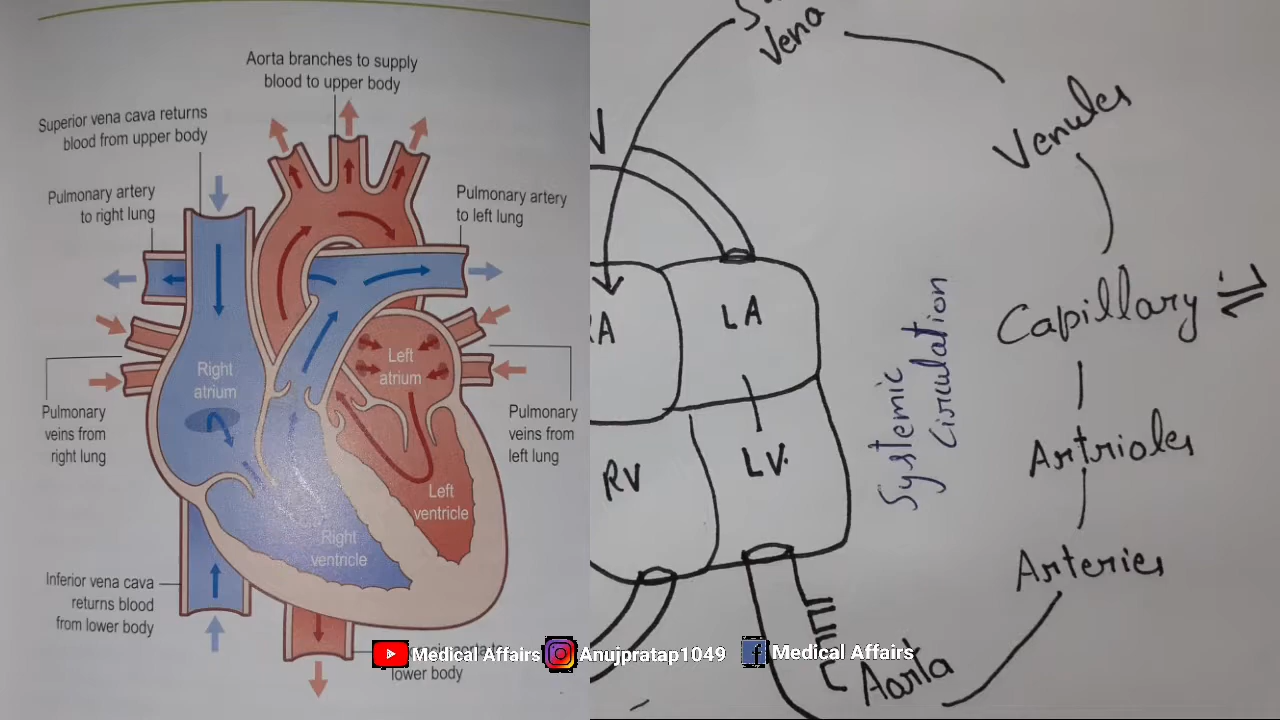 Aorta branches to supply
blood to upper body
Superior vena cava returns
blood from upper body
Pulmonary artery
to right lung
Pulmonary artery
to left lung
Right
atrium
Left
atrium
Pulmonary
veins from
right lung
Pulmonary
veins from
left lung
Left
ventricle
Right
ventricle
Inferior vena cava
returns blood
from lower body
lower body
Vena
Venules
V
RA
LA
Capillary
Systemic
Circulation
RV
LV
Artrioles
Arteries
Aorta
Medical Affairs
Anujpratap1049
Medical Affairs